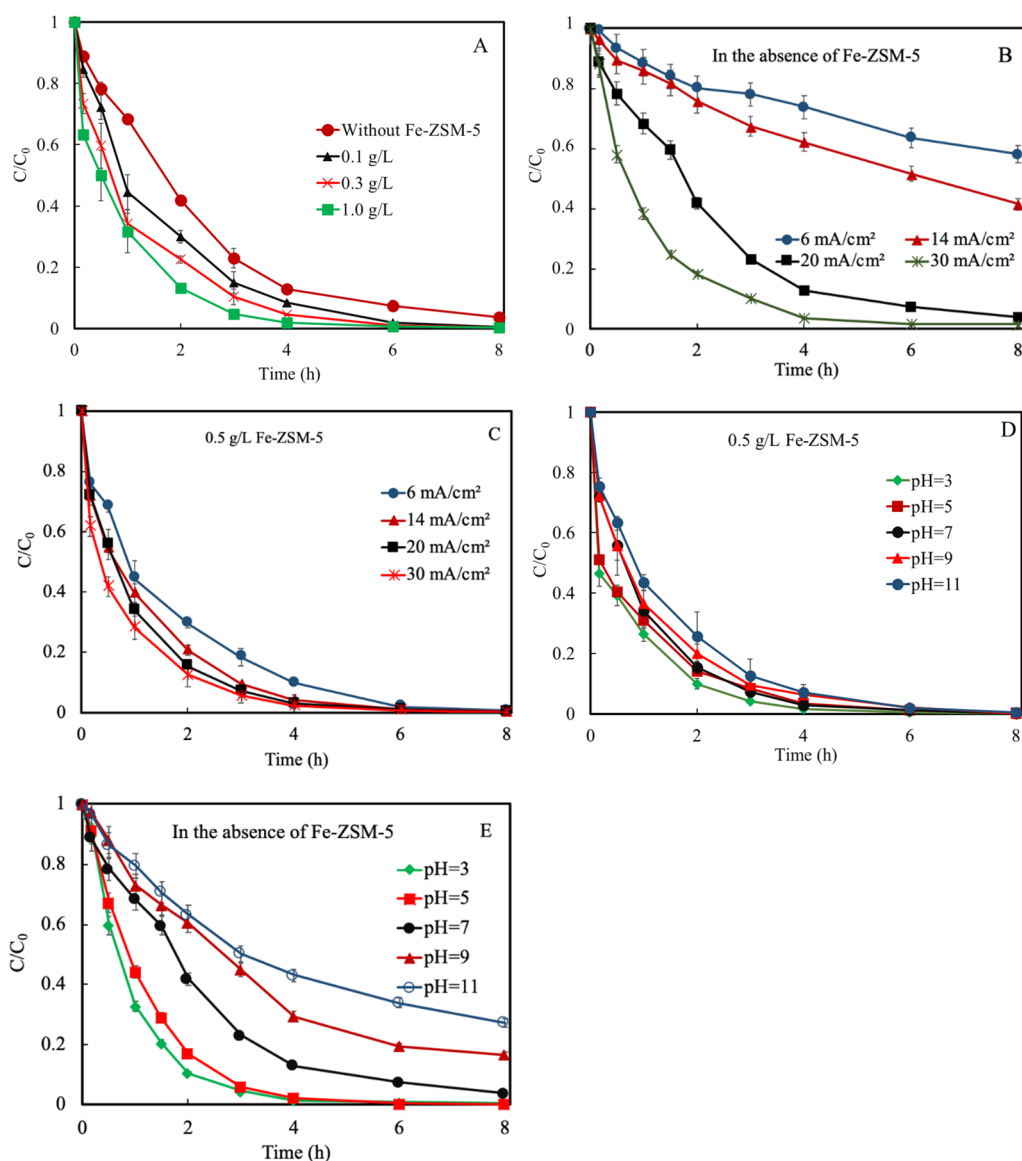 A
1
0.8
0.6
0.4
0.2
0
C/C₀
Without Fe-ZSM-5
0.1 g/L
0.3 g/L
1.0 g/L
0 2 4 6 8
Time (h)
B
In the absence of Fe-ZSM-5
1
0.8
0.6
0.4
0.2
0
C/C₀
6 mA/cm² 14 mA/cm²
20 mA/cm² 30 mA/cm²
0 2 4 6 8
Time (h)
C
0.5 g/L Fe-ZSM-5
1
0.8
0.6
0.4
0.2
0
C/C₀
6 mA/cm²
14 mA/cm²
20 mA/cm²
30 mA/cm²
0 2 4 6 8
Time (h)
D
0.5 g/L Fe-ZSM-5
1
0.8
0.6
0.4
0.2
0
C/C₀
pH=3
pH=5
pH=7
pH=9
pH=11
0 2 4 6 8
Time (h)
E
In the absence of Fe-ZSM-5
1
0.8
0.6
0.4
0.2
0
C/C₀
pH=3
pH=5
pH=7
pH=9
pH=11
0 2 4 6 8
Time (h)